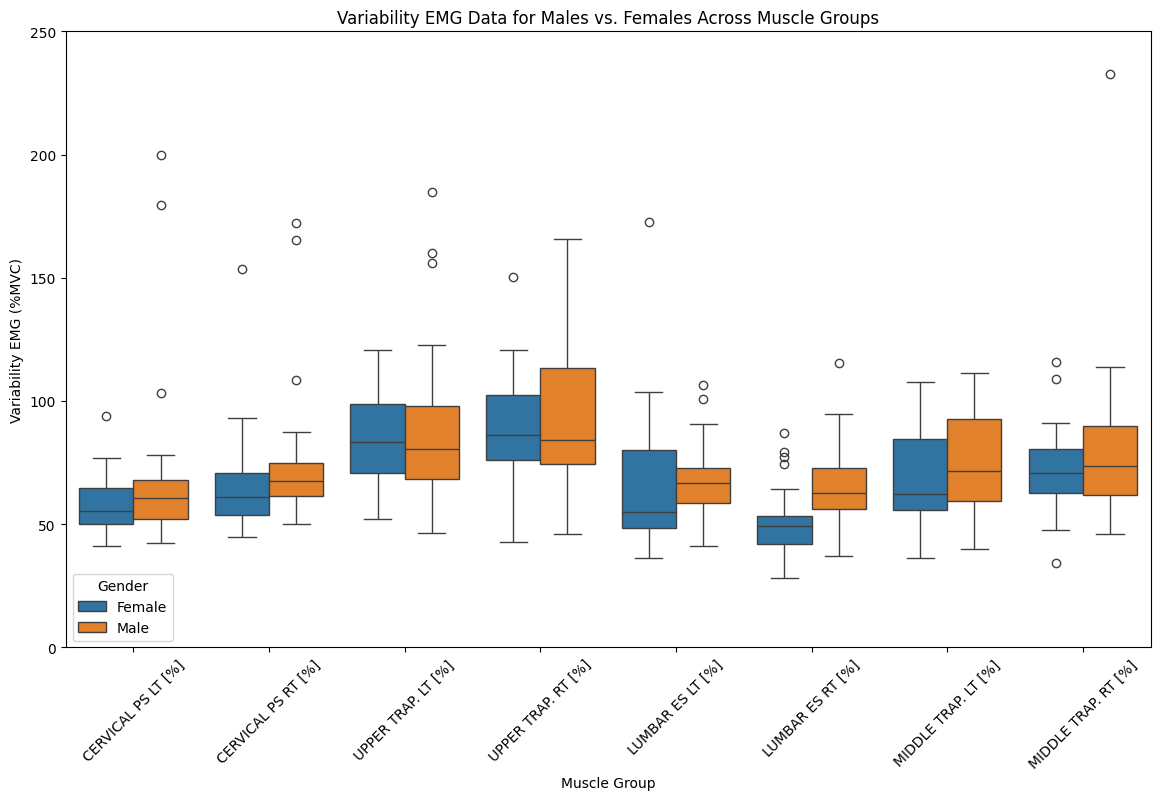 Variability EMG Data for Males vs. Females Across Muscle Groups
Variability EMG (%MVC)
250
200
150
100
50
0
Gender
Female
Male
CERVICAL PS LT [%]
CERVICAL PS RT [%]
UPPER TRAP. LT [%]
UPPER TRAP. RT [%]
LUMBAR ES LT [%]
LUMBAR ES RT [%]
MIDDLE TRAP. LT [%]
MIDDLE TRAP. RT [%]
Muscle Group